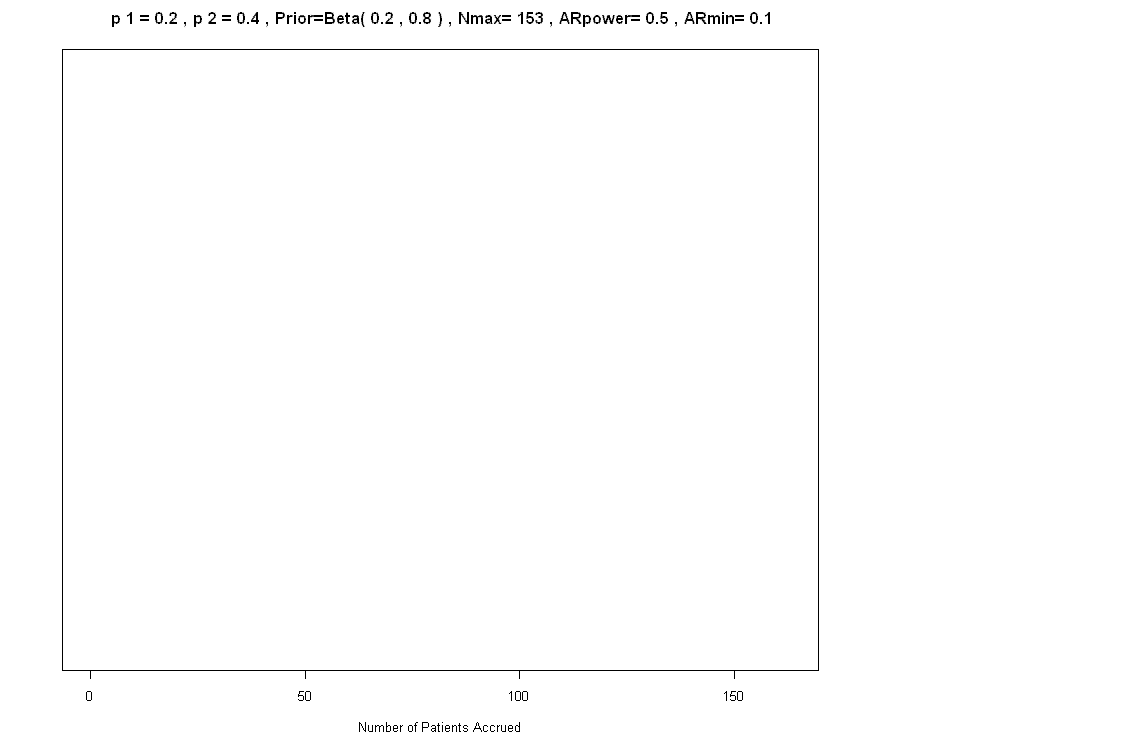 p 1 = 0.2 , p 2 = 0.4 , Prior=Beta( 0.2 , 0.8 ) , Nmax= 153 , ARpower= 0.5 , ARmin= 0.1
0 50 100 150
Number of Patients Accrued